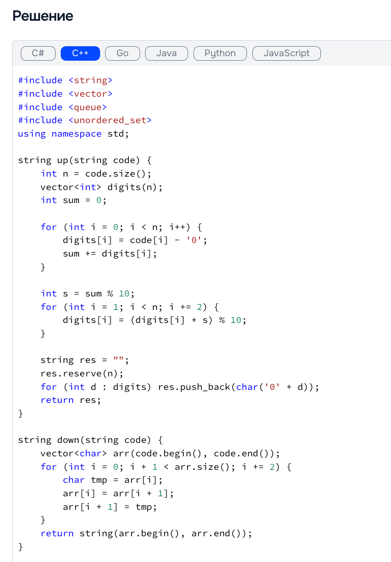 Решение
C# C++ Go Java Python JavaScript
#include <string>
#include <vector>
#include <queue>
#include <unordered_set>
using namespace std;

string up(string code) {
    int n = code.size();
    vector<int> digits(n);
    int sum = 0;

    for (int i = 0; i < n; i++) {
        digits[i] = code[i] - '0';
        sum += digits[i];
    }

    int s = sum % 10;
    for (int i = 1; i < n; i += 2) {
        digits[i] = (digits[i] + s) % 10;
    }

    string res = "";
    res.reserve(n);
    for (int d : digits) res.push_back(char('0' + d));
    return res;
}

string down(string code) {
    vector<char> arr(code.begin(), code.end());
    for (int i = 0; i + 1 < arr.size(); i += 2) {
        char tmp = arr[i];
        arr[i] = arr[i + 1];
        arr[i + 1] = tmp;
    }
    return string(arr.begin(), arr.end());
}